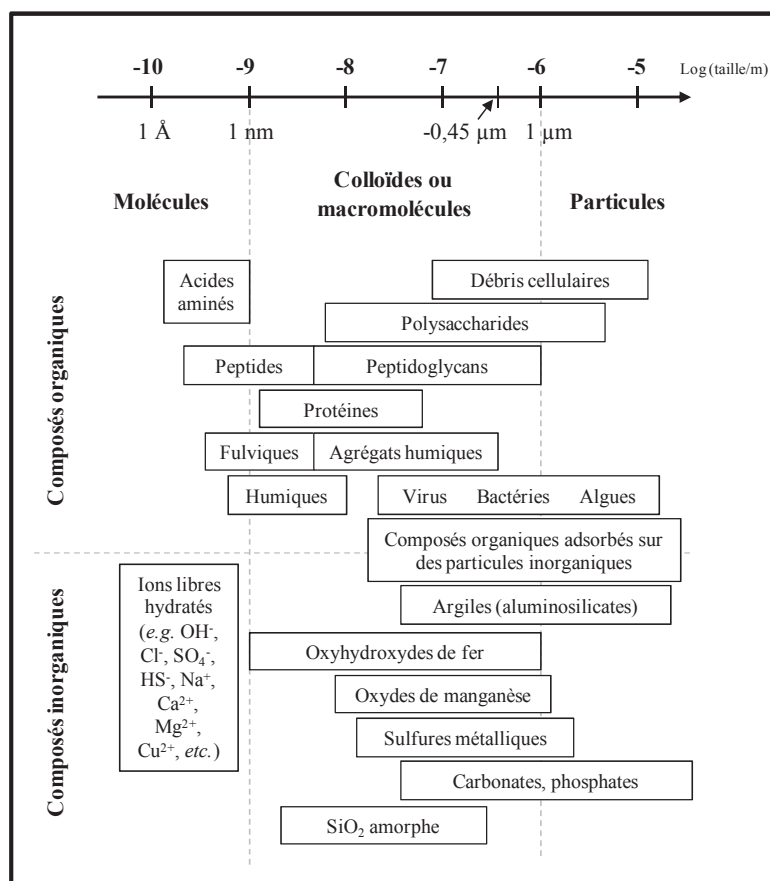 -10 -9 -8 -7 -6 -5 Log (taille/m)
1 Å 1 nm -0,45 µm 1 µm
Molécules
Colloïdes ou
macromolécules
Particules
Composés organiques
Acides
aminés
Débris cellulaires
Polysaccharides
Peptides
Peptidoglycans
Protéines
Fulviques
Agrégats humiques
Humiques
Virus Bactéries Algues
Composés organiques adsorbés sur
des particules inorganiques
Composés inorganiques
Ions libres
hydratés
(e.g. OH⁻,
Cl⁻, SO₄⁻,
HS⁻, Na⁺,
Ca²⁺,
Mg²⁺,
Cu²⁺, etc.)
Argiles (aluminosilicates)
Oxyhydroxydes de fer
Oxydes de manganèse
Sulfures métalliques
Carbonates, phosphates
SiO₂ amorphe